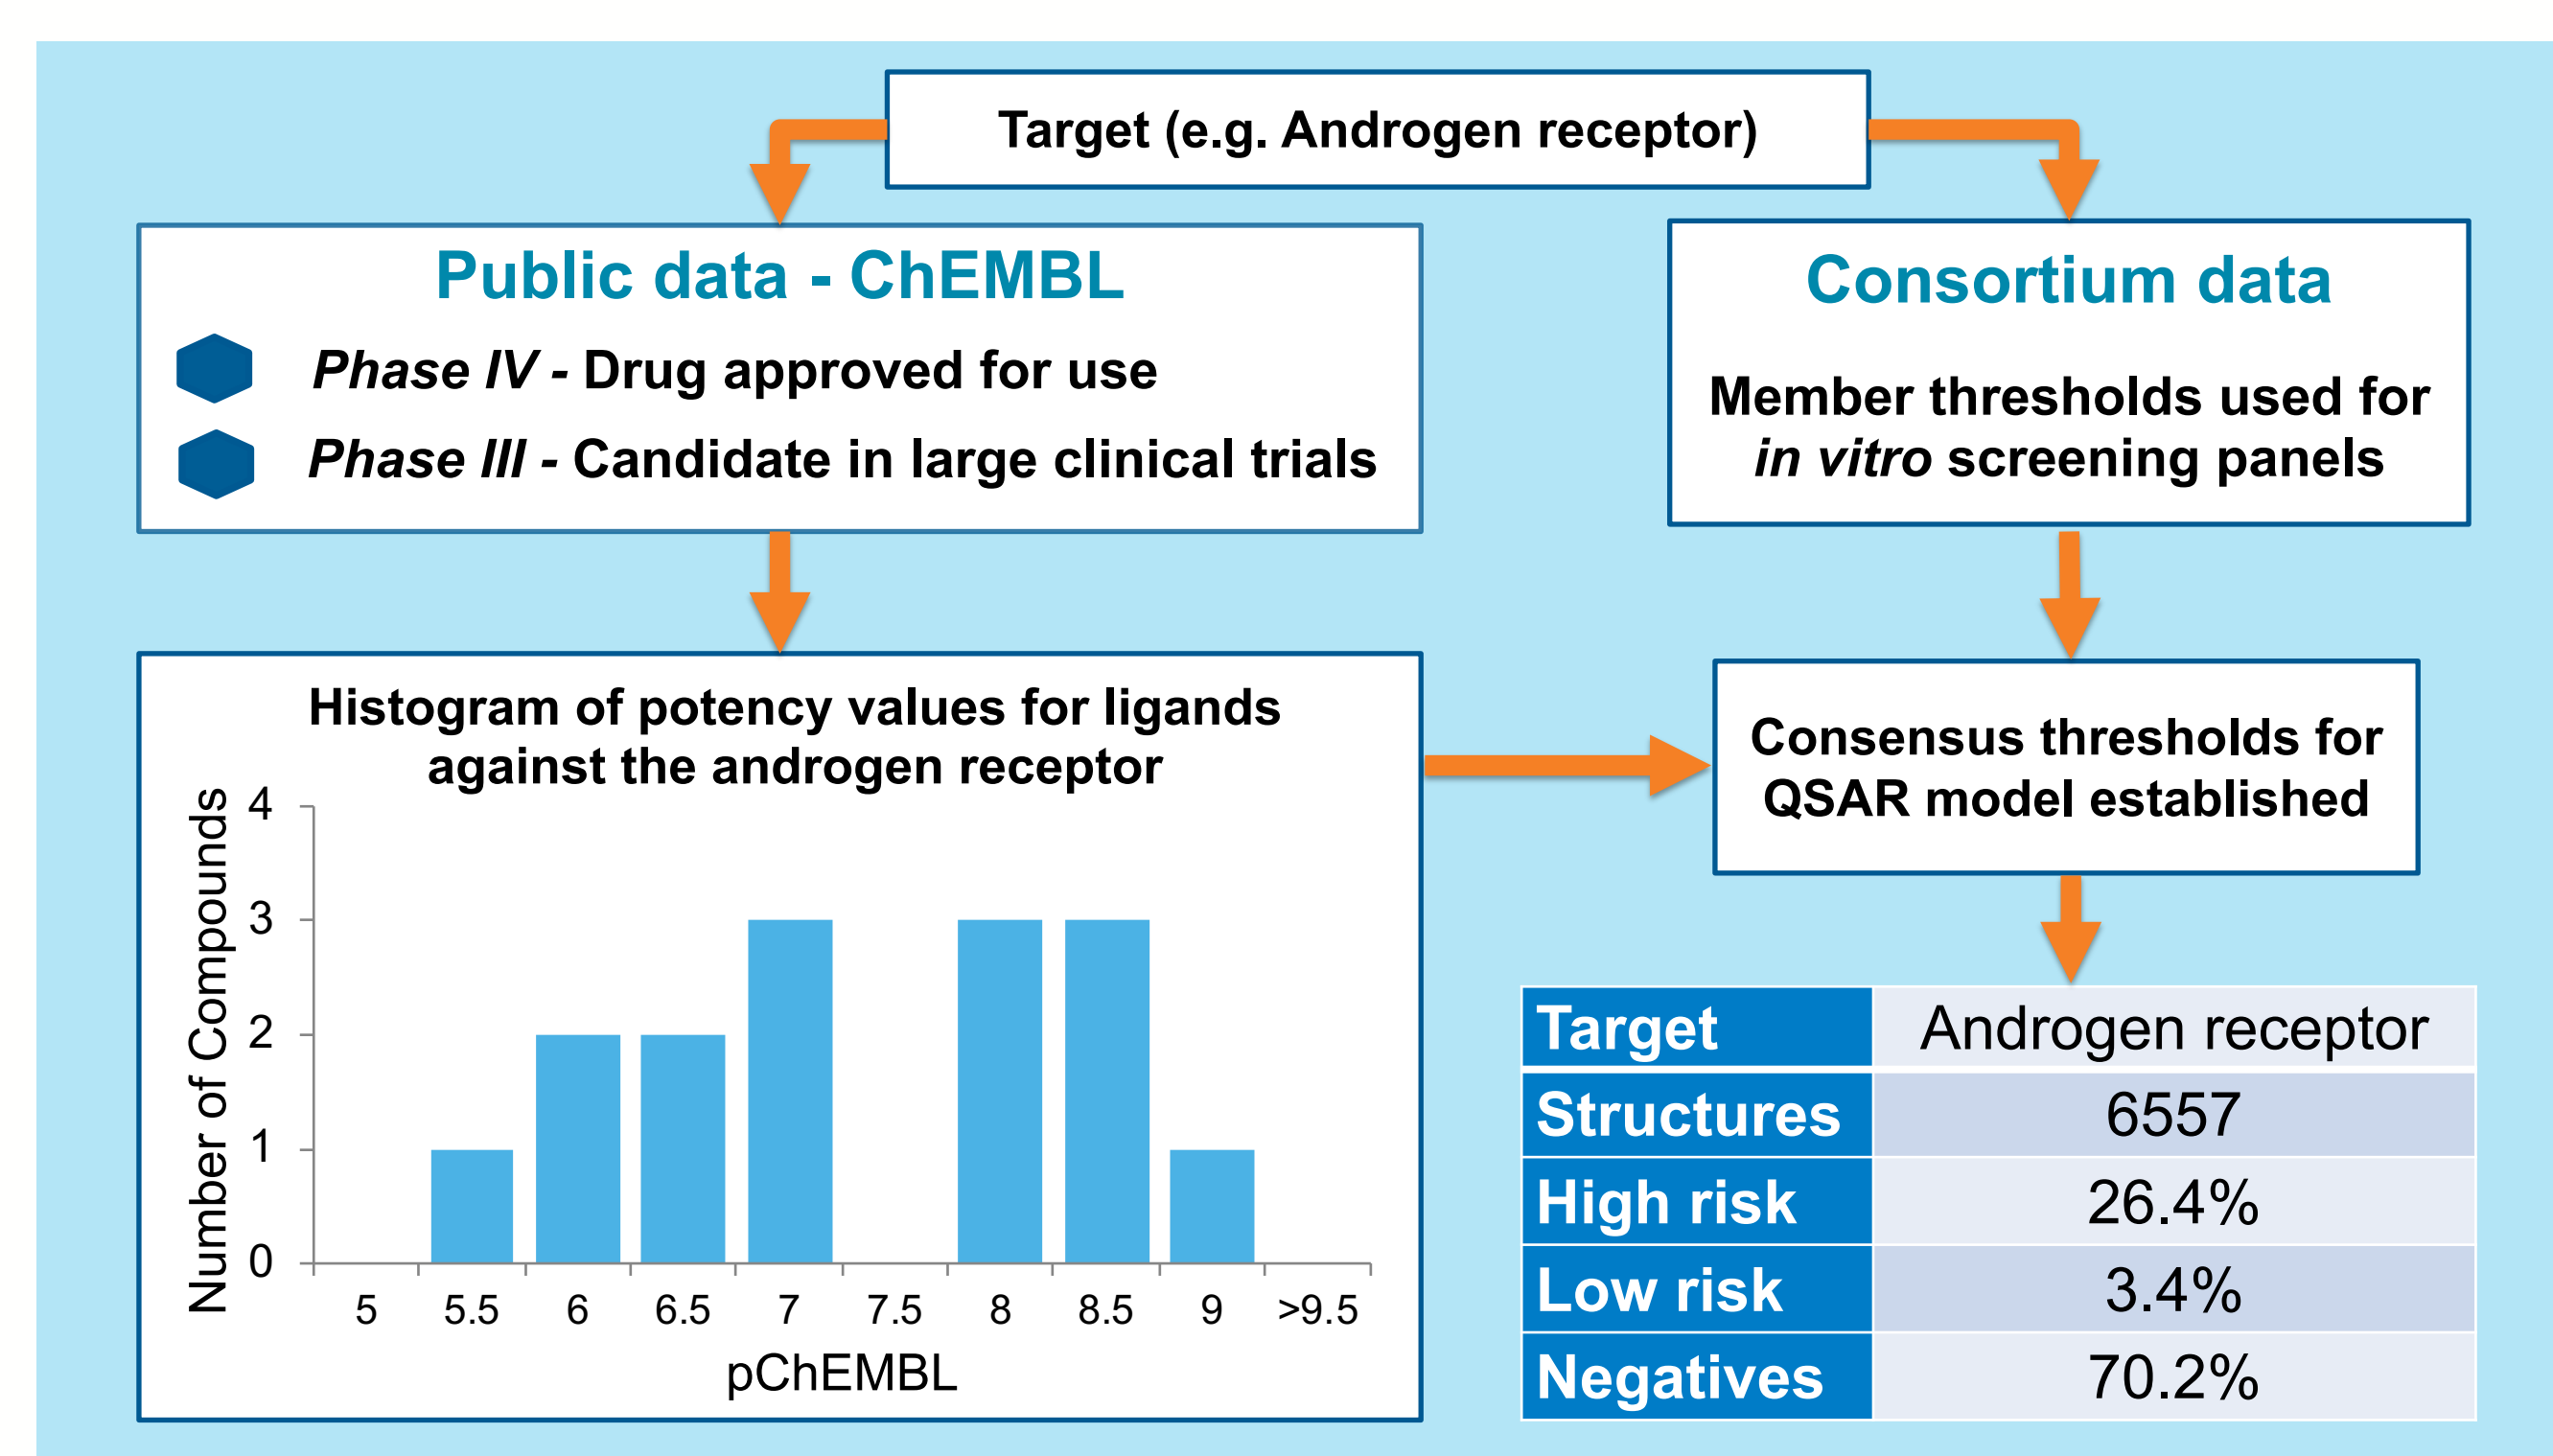 Target (e.g. Androgen receptor)
Public data - ChEMBL
Phase IV - Drug approved for use
Phase III - Candidate in large clinical trials
Consortium data
Member thresholds used for
in vitro screening panels
Histogram of potency values for ligands
against the androgen receptor
Number of Compounds
4
3
2
1
0
5 5.5 6 6.5 7 7.5 8 8.5 9 >9.5
pChEMBL
Consensus thresholds for
QSAR model established
Target Androgen receptor
Structures 6557
High risk 26.4%
Low risk 3.4%
Negatives 70.2%